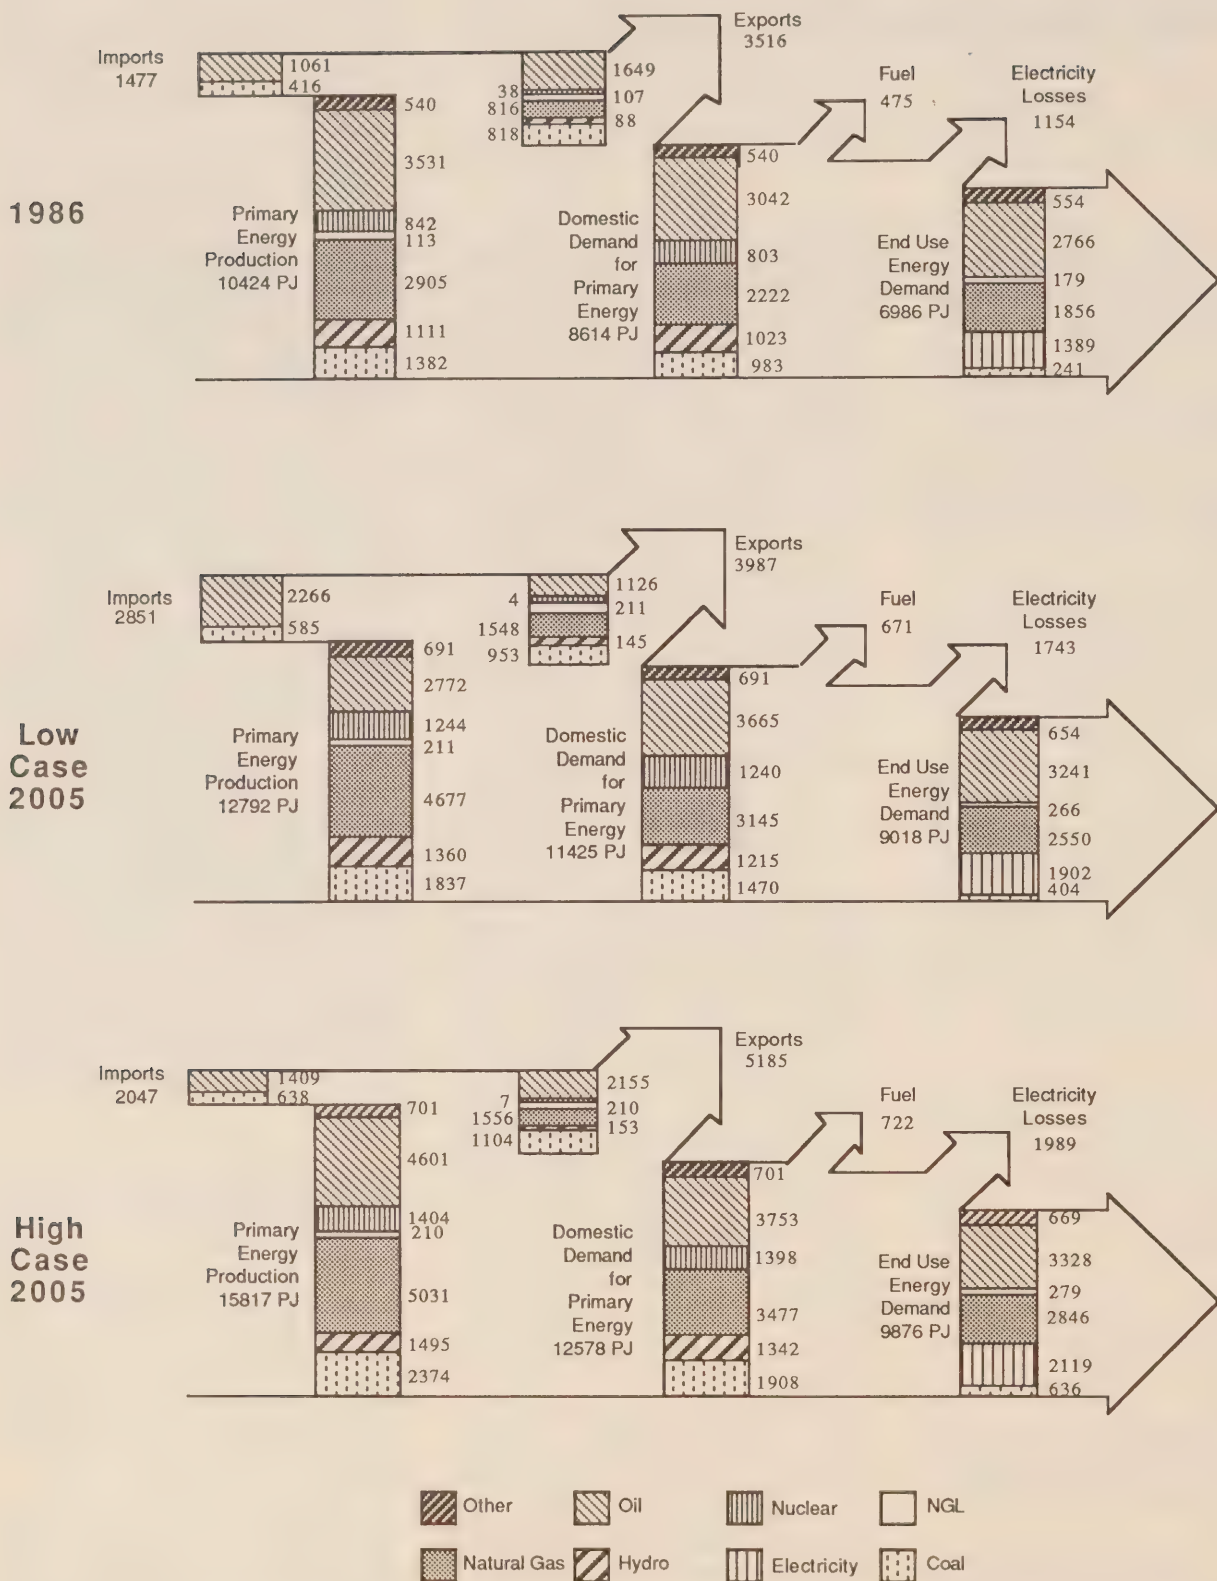 Exports
3516
Imports
1477
1061
416
1649
38
107
816
88
818
Fuel
475
Electricity
Losses
1154
1986
Primary
Energy
Production
10424 PJ
540
3531
842
113
2905
1111
1382
Domestic
Demand
for
Primary
Energy
8614 PJ
540
3042
803
2222
1023
983
End Use
Energy
Demand
6986 PJ
554
2766
179
1856
1389
241
Exports
3987
Imports
2851
2266
585
1126
4
211
1548
145
953
Fuel
671
Electricity
Losses
1743
Low
Case
2005
Primary
Energy
Production
12792 PJ
691
2772
1244
211
4677
1360
1837
Domestic
Demand
for
Primary
Energy
11425 PJ
691
3665
1240
3145
1215
1470
End Use
Energy
Demand
9018 PJ
654
3241
266
2550
1902
404
Exports
5185
Imports
2047
1409
638
2155
7
210
1556
153
1104
Fuel
722
Electricity
Losses
1989
High
Case
2005
Primary
Energy
Production
15817 PJ
701
4601
1404
210
5031
1495
2374
Domestic
Demand
for
Primary
Energy
12578 PJ
701
3753
1398
3477
1342
1908
End Use
Energy
Demand
9876 PJ
669
3328
279
2846
2119
636
Other
Oil
Nuclear
NGL
Natural Gas
Hydro
Electricity
Coal